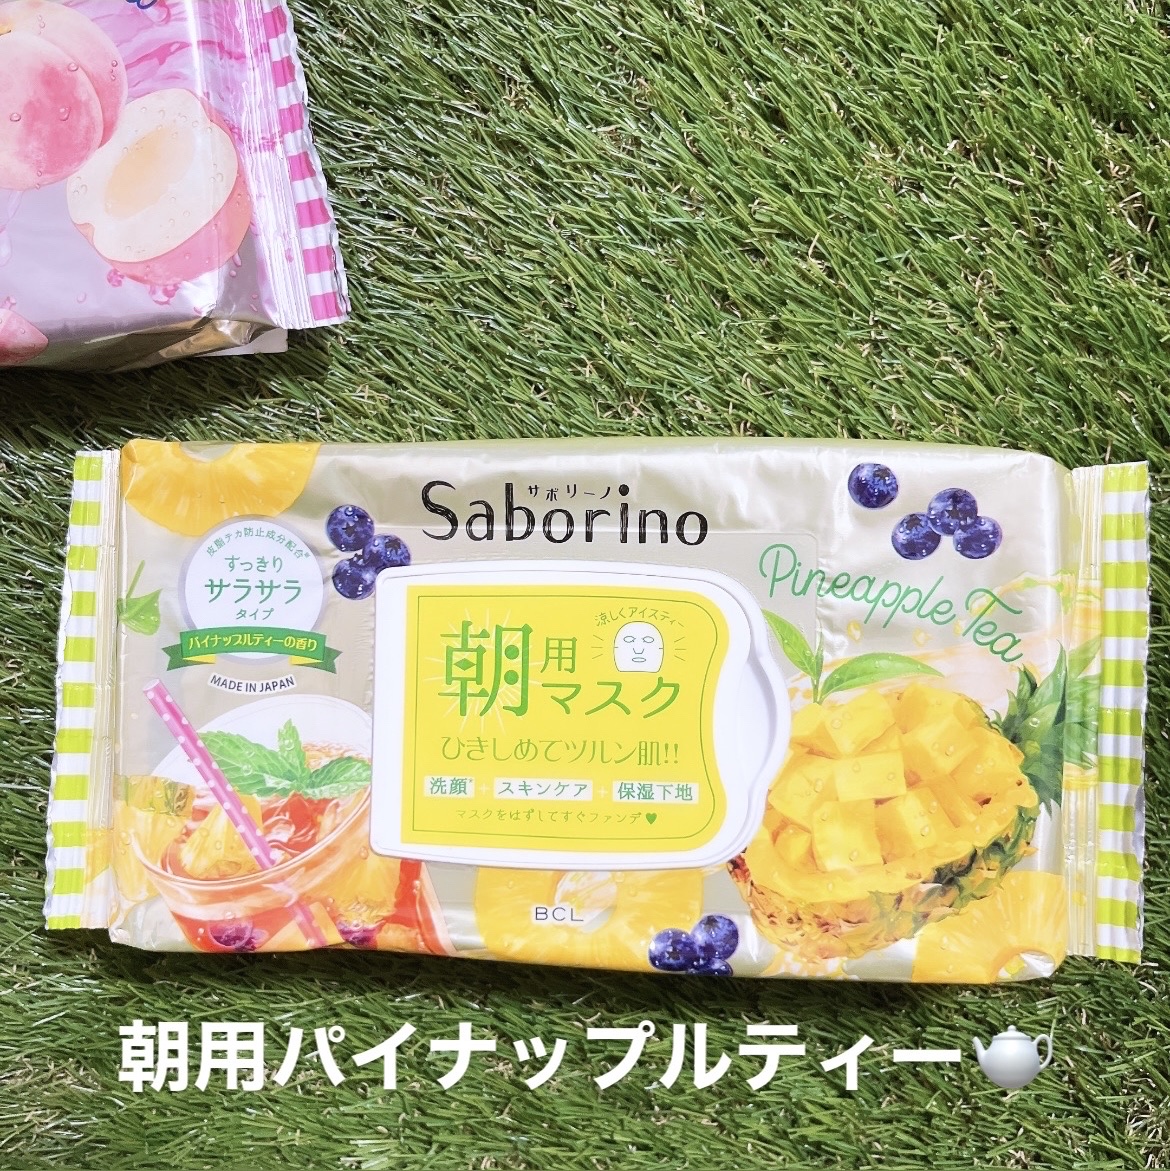 サボリーノ
Saborino
皮脂テカ防止成分配合*
すっきり
サラサラ
タイプ
パイナップルティーの香り
MADE IN JAPAN
Pineapple Tea
涼しくアイスティー
朝用
マスク
ひきしめてツルン肌!!
洗顔* + スキンケア + 保湿下地
マスクをはずしてすぐファンデ♥
BCL
朝用パイナップルティー🫖